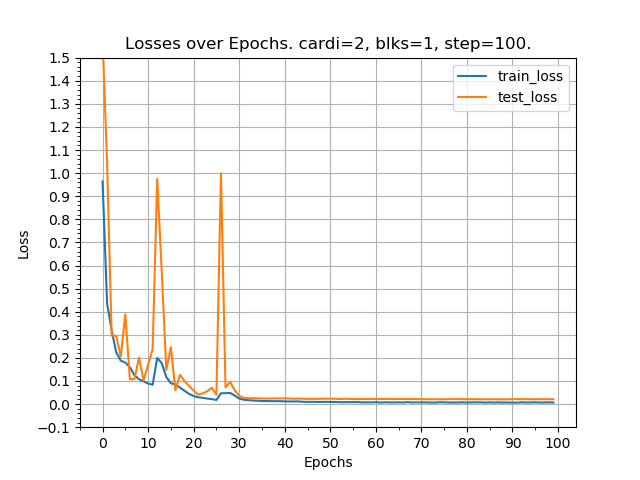 Losses over Epochs. cardi=2, blks=1, step=100.
train_loss
test_loss
Loss
1.5
1.4
1.3
1.2
1.1
1.0
0.9
0.8
0.7
0.6
0.5
0.4
0.3
0.2
0.1
0.0
−0.1
0 10 20 30 40 50 60 70 80 90 100
Epochs